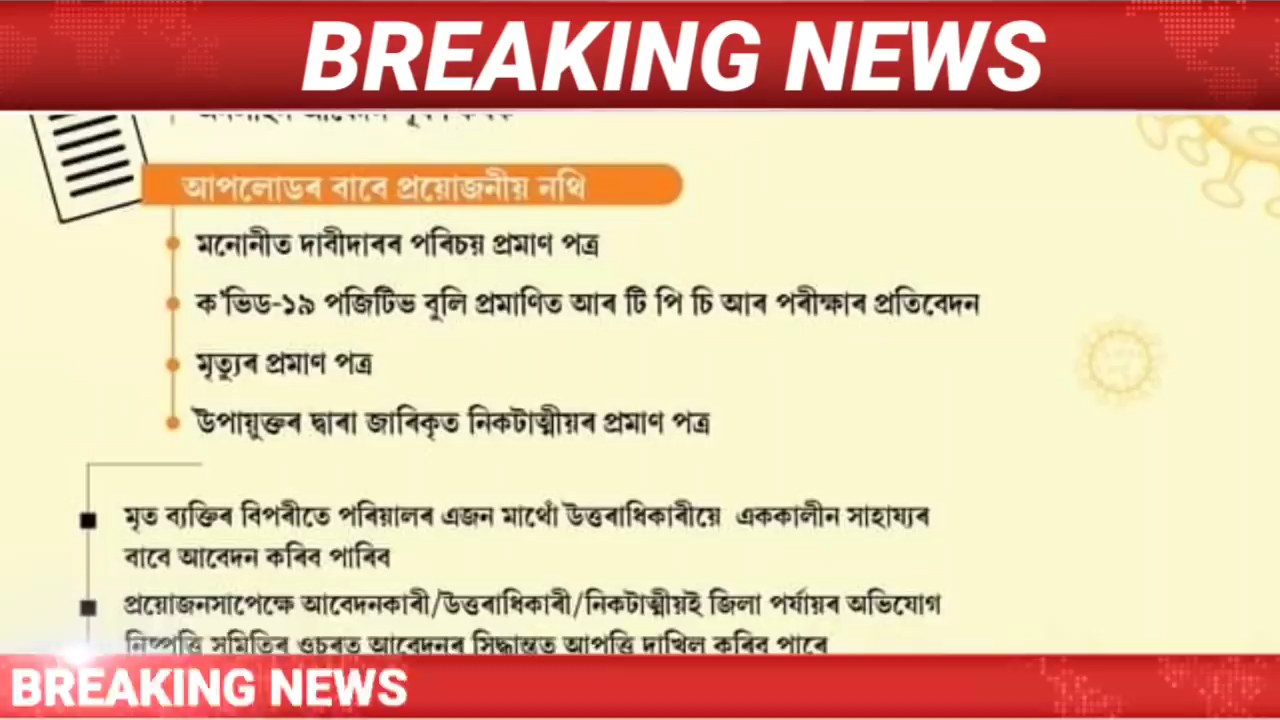 BREAKING NEWS
আপলোডৰ বাবে প্ৰয়োজনীয় নথি
মনোনীত দাবীদাৰৰ পৰিচয় প্ৰমাণ পত্ৰ
ক'ভিড-১৯ পজিটিভ বুলি প্ৰমাণিত আৰ টি পি চি আৰ পৰীক্ষাৰ প্ৰতিবেদন
মৃত্যুৰ প্ৰমাণ পত্ৰ
উপায়ুক্তৰ দ্বাৰা জাৰিকৃত নিকটাত্মীয়ৰ প্ৰমাণ পত্ৰ
মৃত ব্যক্তিৰ বিপৰীতে পৰিয়ালৰ এজন মাথোঁ উত্তৰাধিকাৰীয়ে এককালীন সাহায্যৰ
বাবে আবেদন কৰিব পাৰিব
প্ৰয়োজনসাপেক্ষে আবেদনকাৰী/উত্তৰাধিকাৰী/নিকটাত্মীয়ই জিলা পৰ্যায়ৰ অভিযোগ
নিষ্পত্তি সমিতিৰ ওচৰত আবেদনৰ সিদ্ধান্তত আপত্তি দাখিল কৰিব পাৰে
BREAKING NEWS